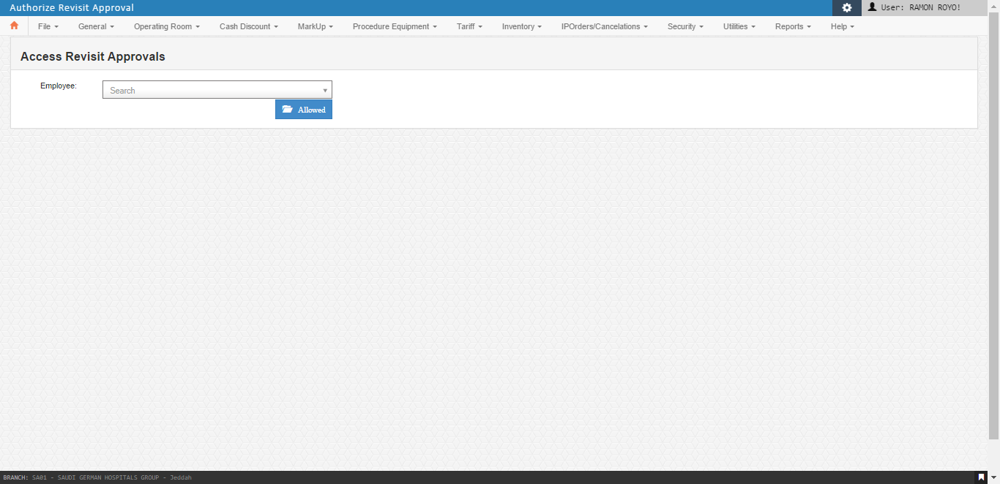 Authorize Revisit Approval
User: RAMON ROYO!
File General Operating Room Cash Discount MarkUp Procedure Equipment Tariff Inventory IPOrders/Cancelations Security Utilities Reports Help
Access Revisit Approvals
Employee:
Search
Allowed
BRANCH: SA01 - SAUDI GERMAN HOSPITALS GROUP - Jeddah